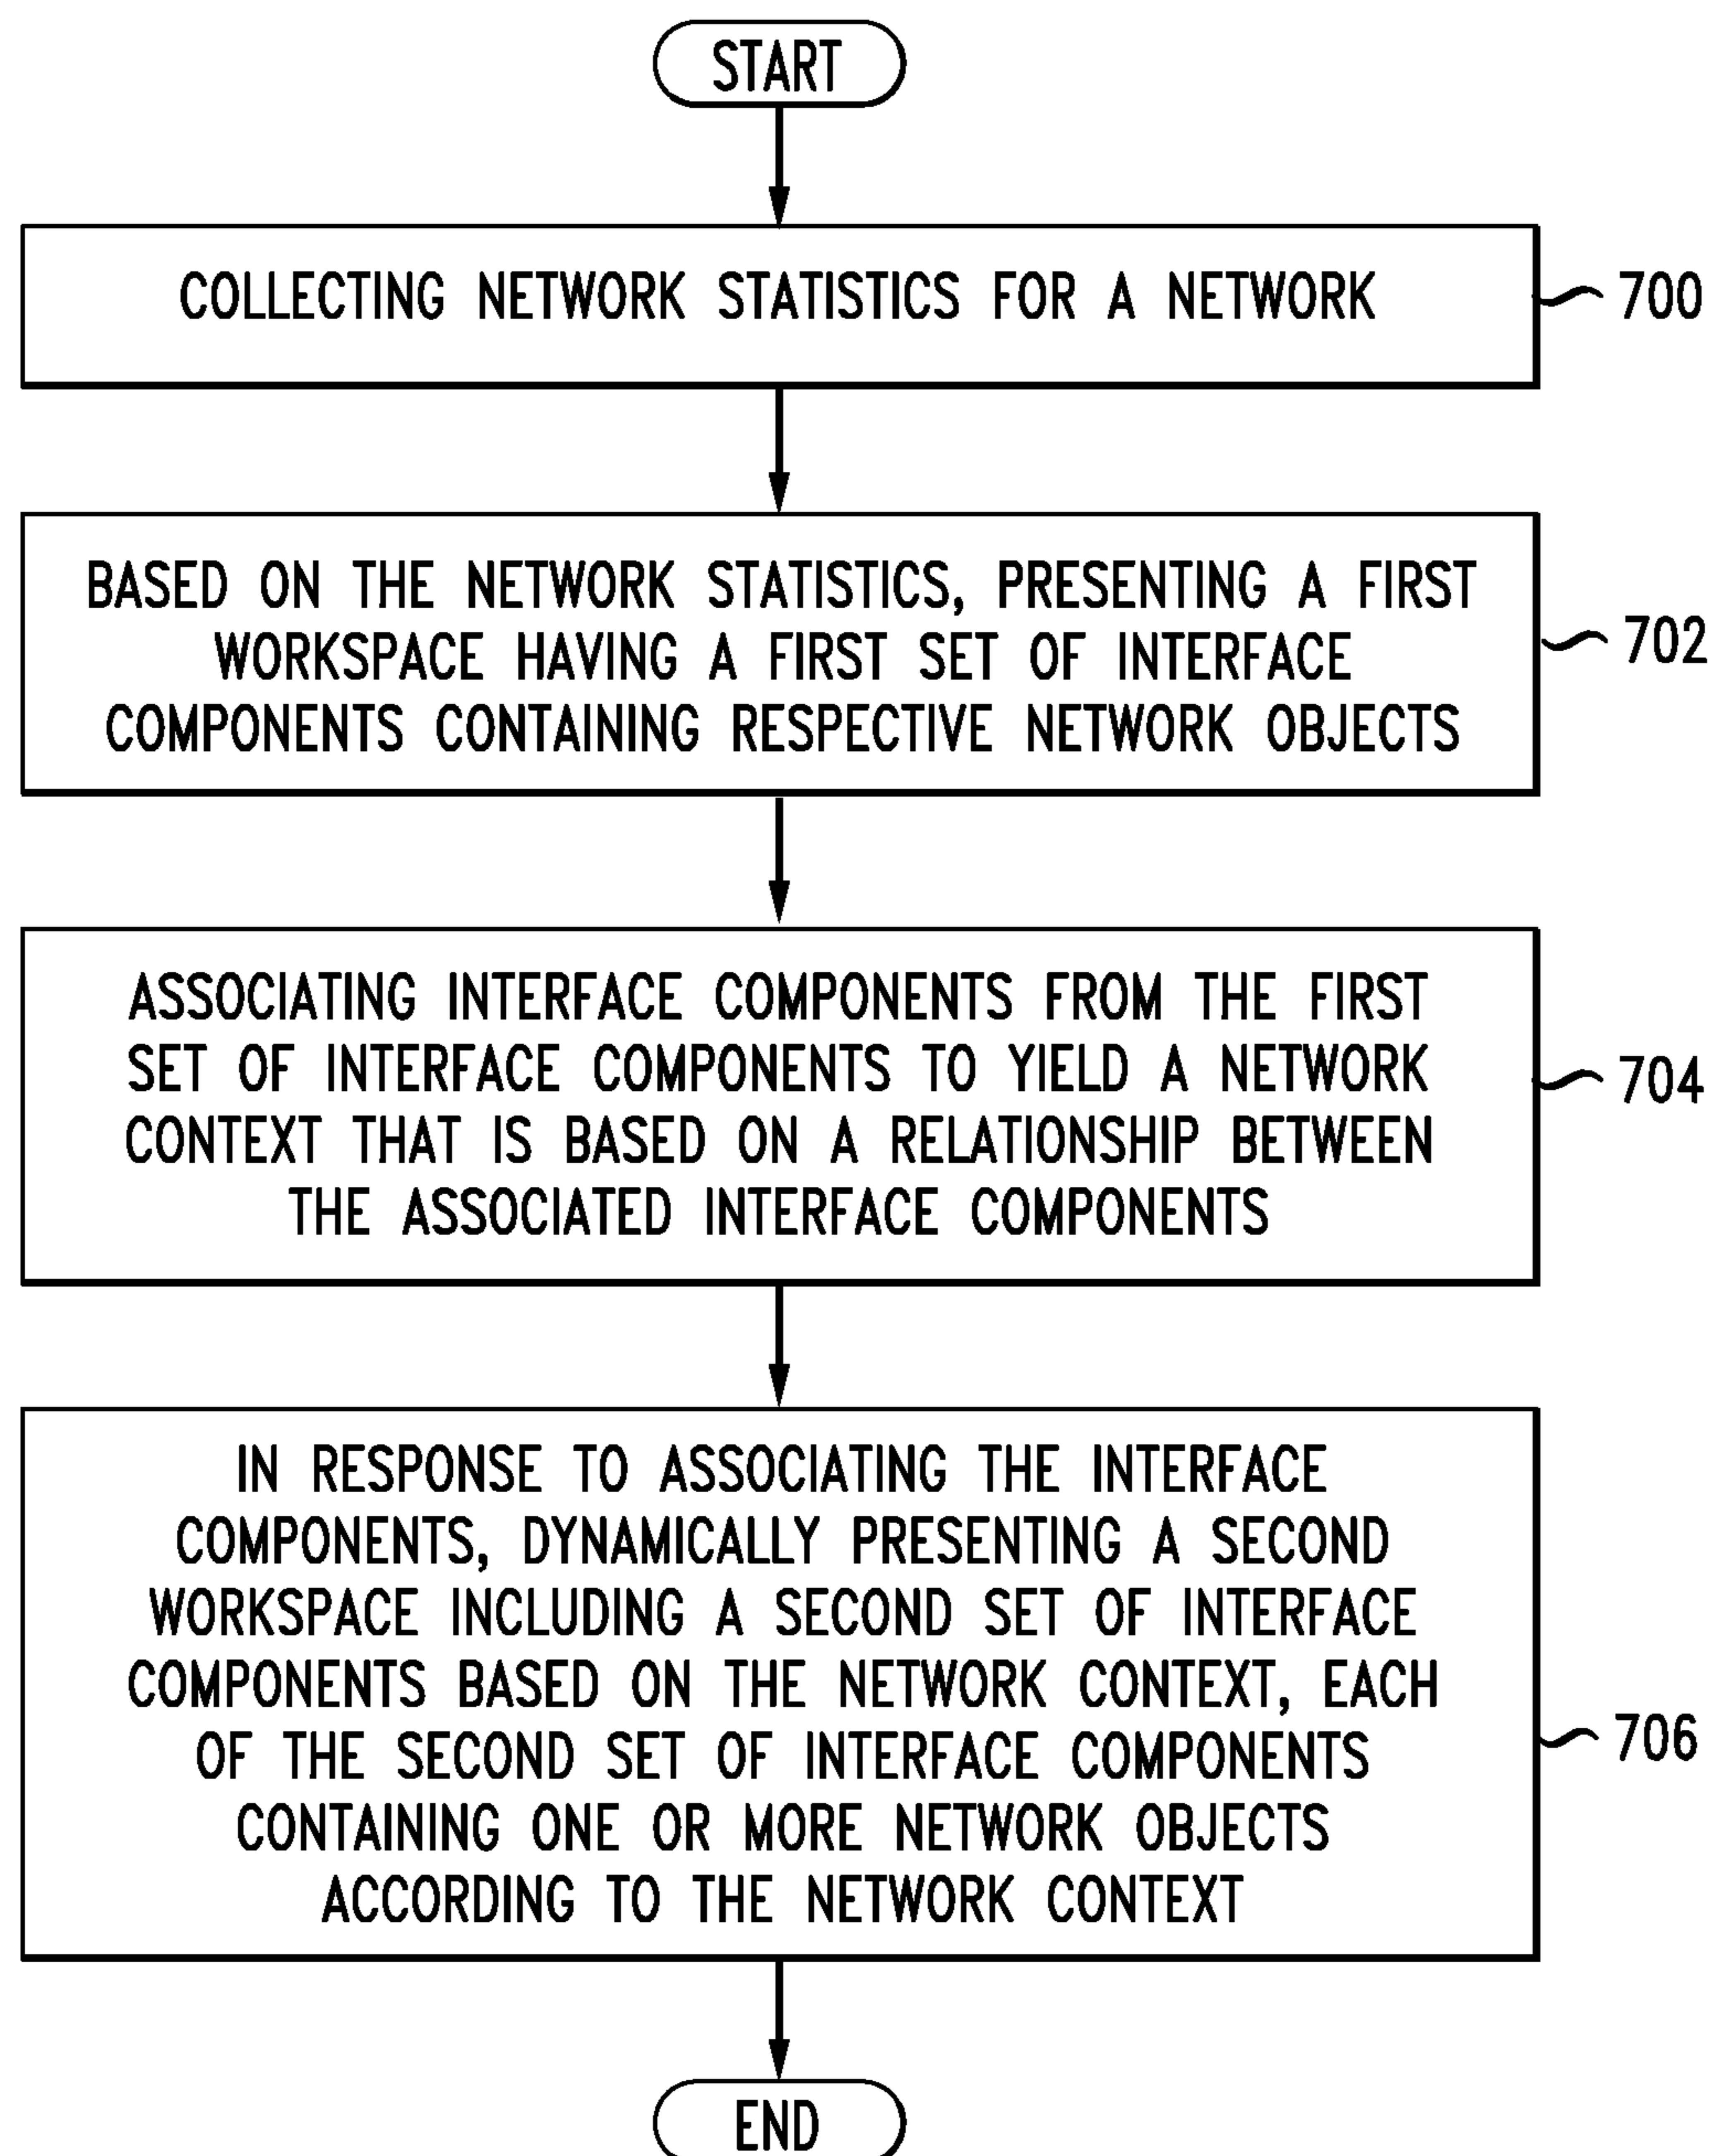 START
COLLECTING NETWORK STATISTICS FOR A NETWORK
700
BASED ON THE NETWORK STATISTICS, PRESENTING A FIRST
WORKSPACE HAVING A FIRST SET OF INTERFACE
COMPONENTS CONTAINING RESPECTIVE NETWORK OBJECTS
702
ASSOCIATING INTERFACE COMPONENTS FROM THE FIRST
SET OF INTERFACE COMPONENTS TO YIELD A NETWORK
CONTEXT THAT IS BASED ON A RELATIONSHIP BETWEEN
THE ASSOCIATED INTERFACE COMPONENTS
704
IN RESPONSE TO ASSOCIATING THE INTERFACE
COMPONENTS, DYNAMICALLY PRESENTING A SECOND
WORKSPACE INCLUDING A SECOND SET OF INTERFACE
COMPONENTS BASED ON THE NETWORK CONTEXT, EACH
OF THE SECOND SET OF INTERFACE COMPONENTS
CONTAINING ONE OR MORE NETWORK OBJECTS
ACCORDING TO THE NETWORK CONTEXT
706
END